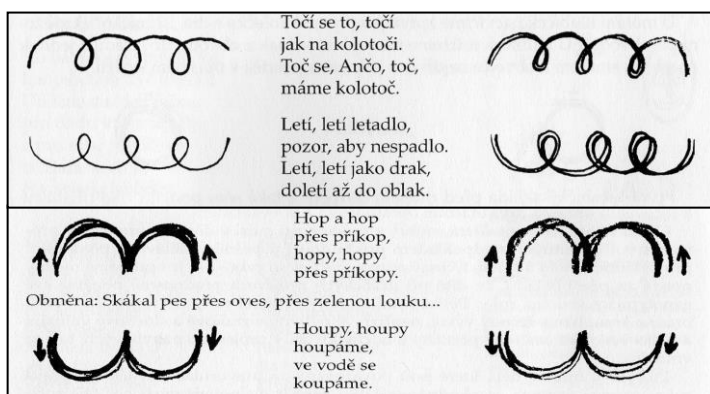 Točí se to, točí
jak na kolotoči.
Toč se, Ančo, toč,
máme kolotoč.
Letí, letí letadlo,
pozor, aby nespadlo.
Letí, letí jako drak,
doletí až do oblak.
Hop a hop
přes příkop,
hopy, hopy
přes příkopy.
Obměna: Skákal pes přes oves, přes zelenou louku...
Houpy, houpy
houpáme,
ve vodě se
koupáme.